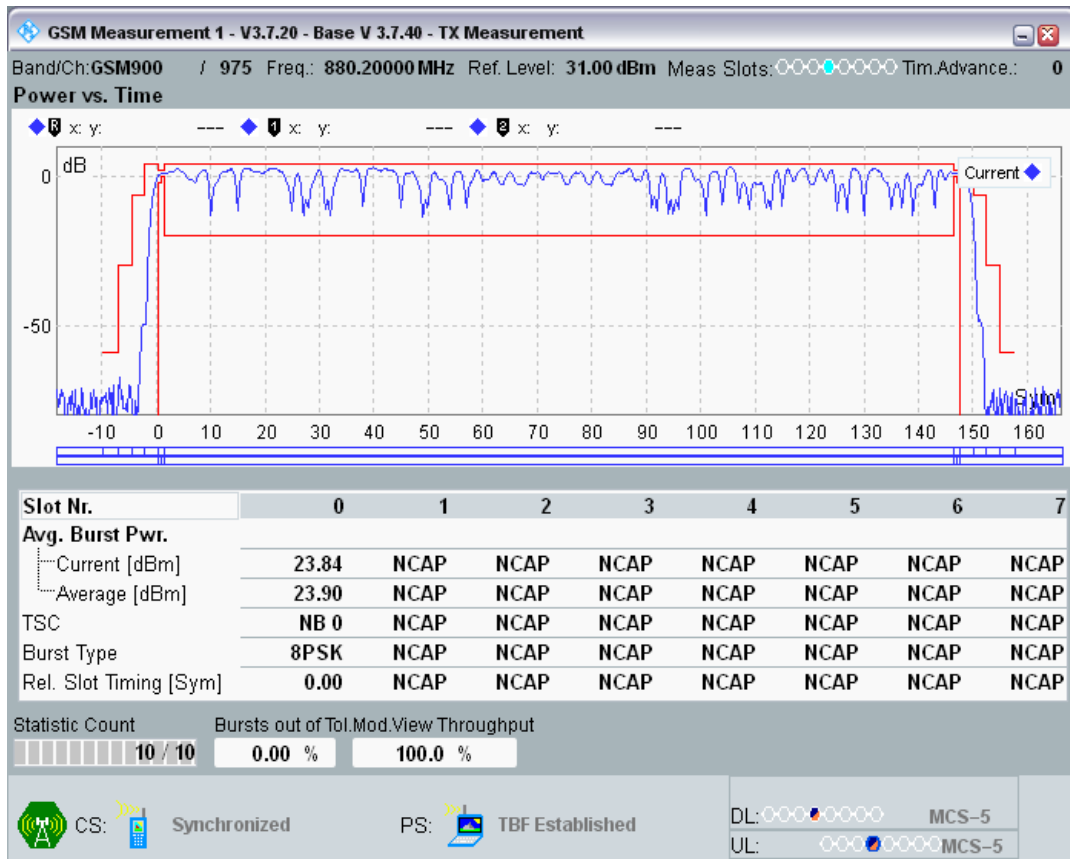 GSM Measurement 1 - V3.7.20 - Base V 3.7.40 - TX Measurement
Band/Ch:GSM900 / 975 Freq.: 880.20000 MHz Ref. Level: 31.00 dBm Meas Slots: Tim.Advance.: 0
Power vs. Time
R x: y: --- 1 x: y: --- 2 x: y: ---
dB
Current
0
-50
Sym
-10 0 10 20 30 40 50 60 70 80 90 100 110 120 130 140 150 160
Slot Nr. 0 1 2 3 4 5 6 7
Avg. Burst Pwr.
Current [dBm] 23.84 NCAP NCAP NCAP NCAP NCAP NCAP NCAP
Average [dBm] 23.90 NCAP NCAP NCAP NCAP NCAP NCAP NCAP
TSC NB 0 NCAP NCAP NCAP NCAP NCAP NCAP NCAP
Burst Type 8PSK NCAP NCAP NCAP NCAP NCAP NCAP NCAP
Rel. Slot Timing [Sym] 0.00 NCAP NCAP NCAP NCAP NCAP NCAP NCAP
Statistic Count Bursts out of Tol.Mod.View Throughput
10 / 10 0.00 % 100.0 %
CS: Synchronized PS: TBF Established DL: MCS-5
UL: MCS-5